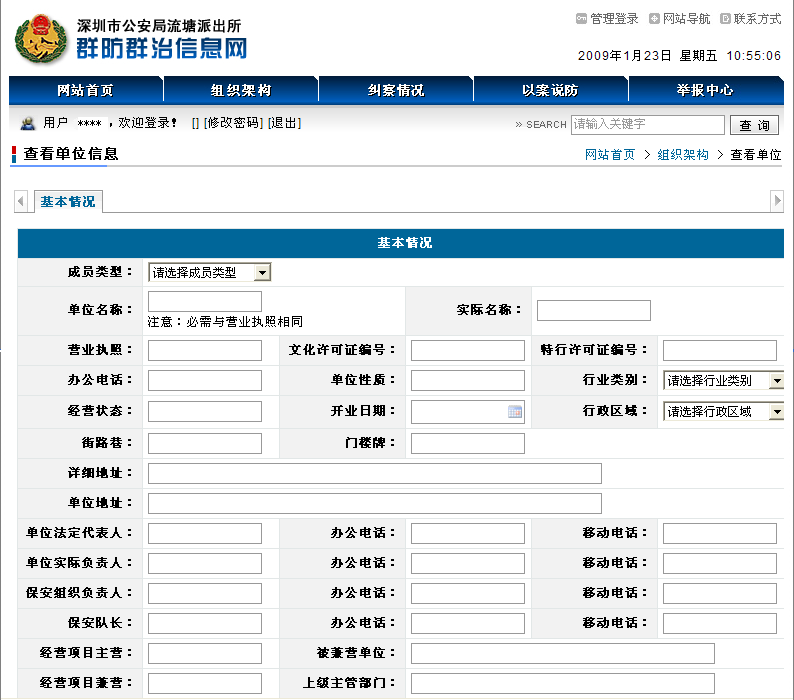 管理登录 网站导航 联系方式
深圳市公安局流塘派出所
群防群治信息网
2009年1月23日 星期五 10:55:06
网站首页 组织架构 纠察情况 以案说防 举报中心
用户 **** ，欢迎登录！ [] [修改密码] [退出]
» SEARCH 请输入关键字 查 询
查看单位信息
网站首页 > 组织架构 > 查看单位
基本情况
基本情况
成员类型： 请选择成员类型
单位名称： 实际名称：
注意：必需与营业执照相同
营业执照： 文化许可证编号： 特行许可证编号：
办公电话： 单位性质： 行业类别： 请选择行业类别
经营状态： 开业日期： 行政区域： 请选择行政区域
街路巷： 门楼牌：
详细地址：
单位地址：
单位法定代表人： 办公电话： 移动电话：
单位实际负责人： 办公电话： 移动电话：
保安组织负责人： 办公电话： 移动电话：
保安队长： 办公电话： 移动电话：
经营项目主营： 被兼营单位：
经营项目兼营： 上级主管部门：